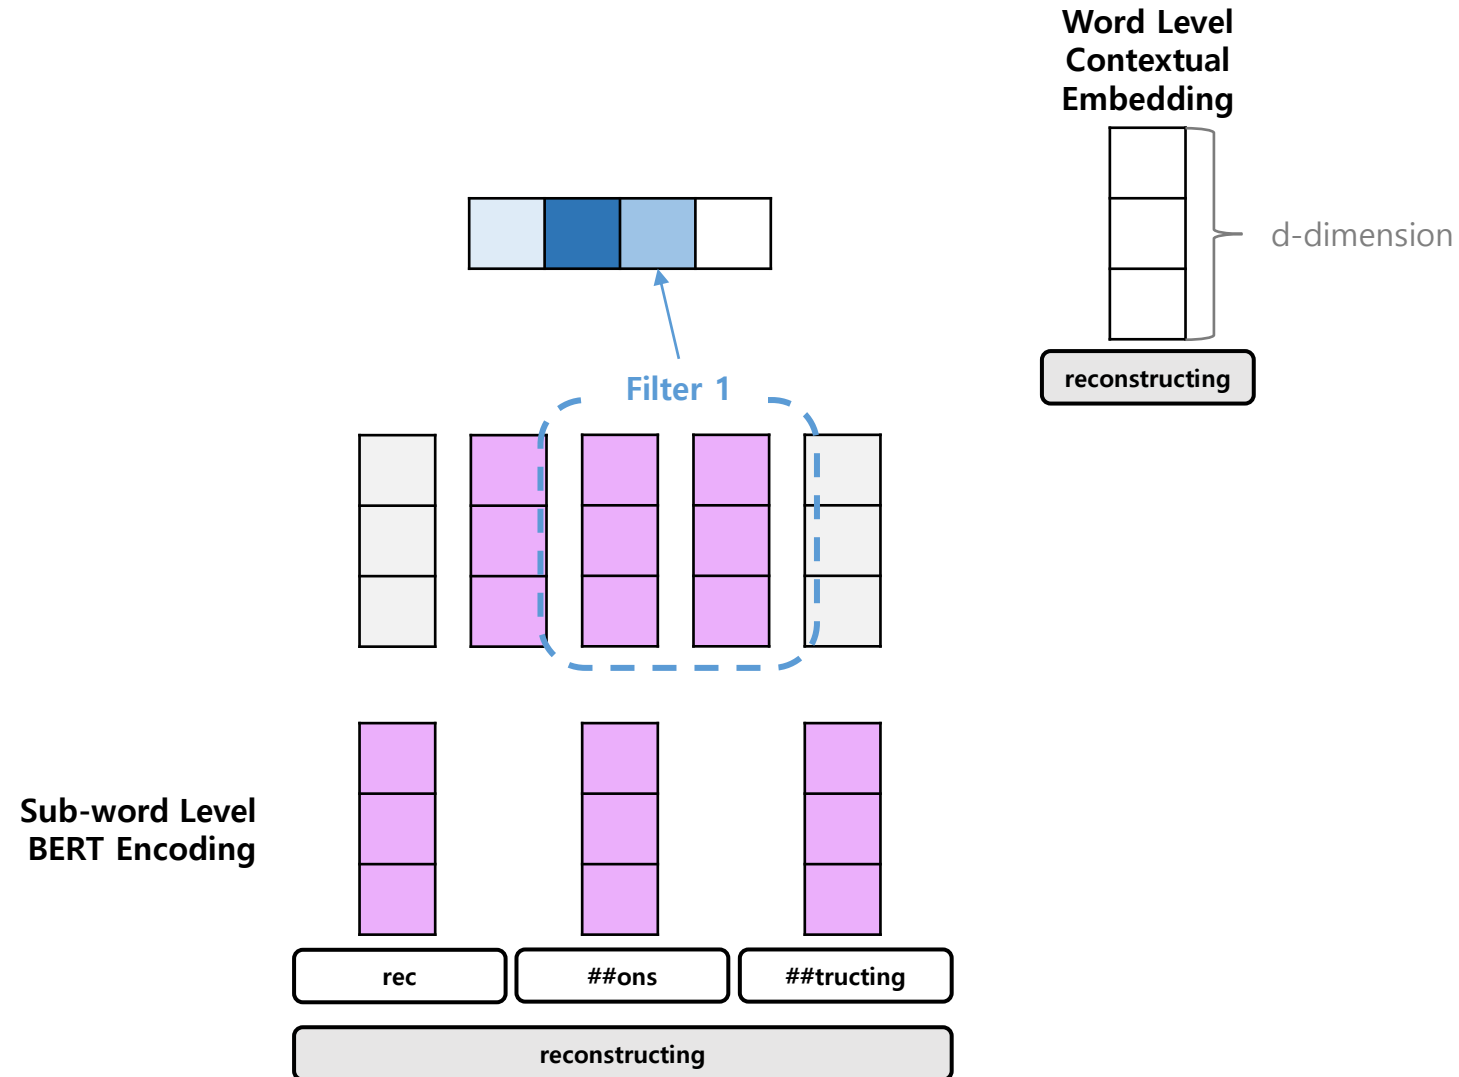 Word Level
Contextual
Embedding
d-dimension
reconstructing
Filter 1
Sub-word Level
BERT Encoding
rec
##ons
##tructing
reconstructing